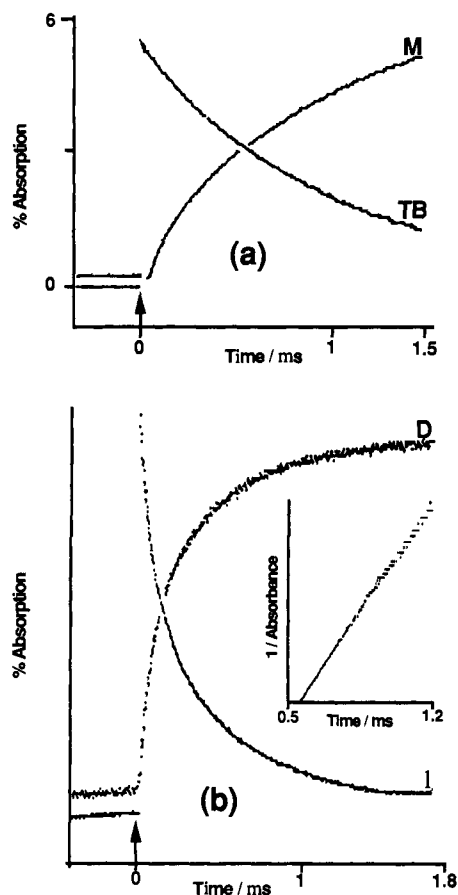 6
M
% Absorption
TB
(a)
0
0
1
1.5
Time / ms
D
1 / Absorbance
% Absorption
0.5
1.2
Time / ms
1
(b)
0
1
1.8
Time / ms